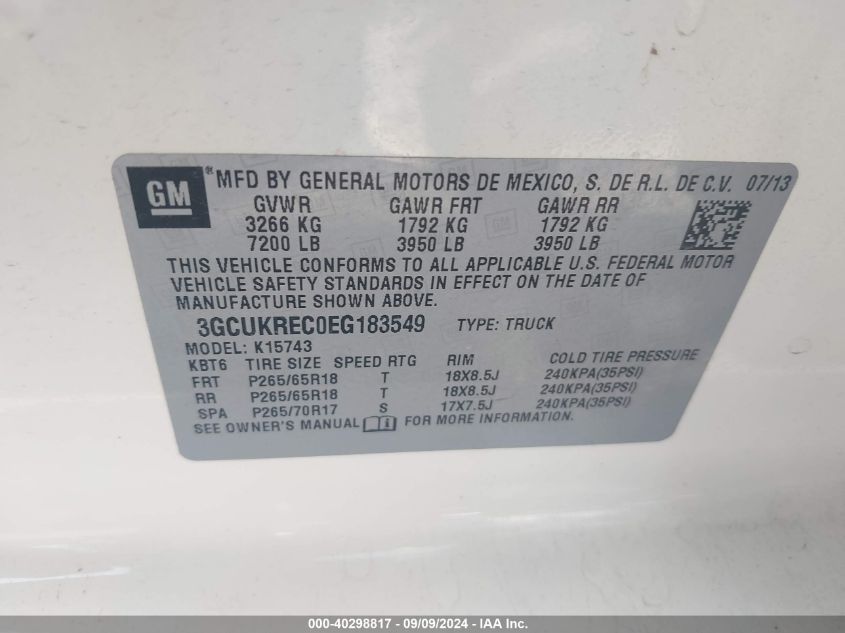 GM ® MFD BY GENERAL MOTORS DE MEXICO, S. DE R.L. DE C.V. 07/13
GVWR GAWR FRT GAWR RR
3266 KG 1792 KG 1792 KG
7200 LB 3950 LB 3950 LB
THIS VEHICLE CONFORMS TO ALL APPLICABLE U.S. FEDERAL MOTOR
VEHICLE SAFETY STANDARDS IN EFFECT ON THE DATE OF
MANUFACTURE SHOWN ABOVE.
3GCUKREC0EG183549 TYPE: TRUCK
MODEL: K15743
KBT6 TIRE SIZE SPEED RTG RIM COLD TIRE PRESSURE
FRT P265/65R18 T 18X8.5J 240KPA(35PSI)
RR P265/65R18 T 18X8.5J 240KPA(35PSI)
SPA P265/70R17 S 17X7.5J 240KPA(35PSI)
SEE OWNER'S MANUAL FOR MORE INFORMATION.
000-40298817 - 09/09/2024 - IAA Inc.